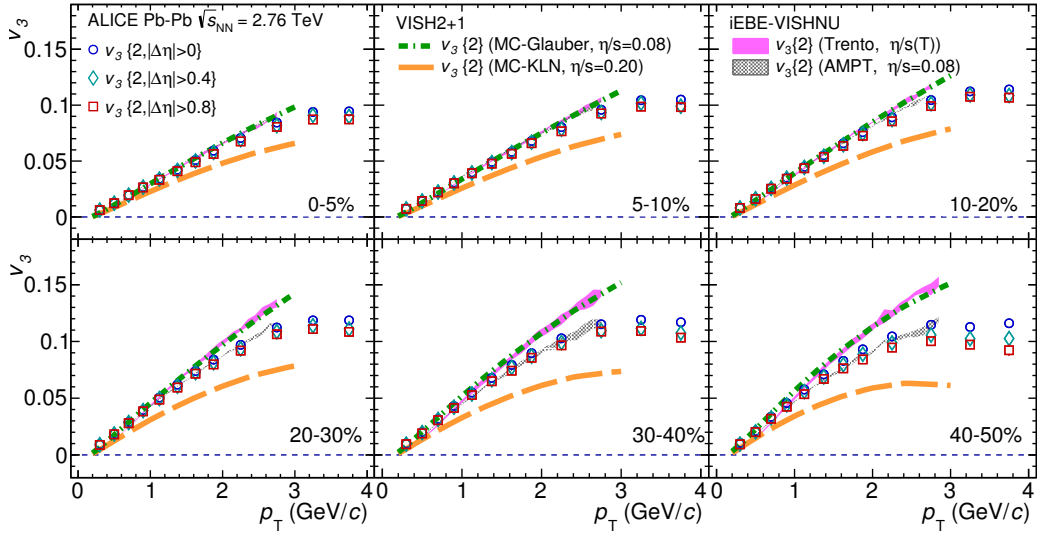 v₃
0.15
0.1
0.05
0
ALICE Pb-Pb √sNN = 2.76 TeV
v₃ {2,|Δη|>0}
v₃ {2,|Δη|>0.4}
v₃ {2,|Δη|>0.8}
0-5%
VISH2+1
v₃ {2} (MC-Glauber, η/s=0.08)
v₃ {2} (MC-KLN, η/s=0.20)
5-10%
iEBE-VISHNU
v₃{2} (Trento, η/s(T))
v₃{2} (AMPT, η/s=0.08)
10-20%
v₃
0.15
0.1
0.05
0
20-30%
30-40%
40-50%
0 1 2 3 4
0 1 2 3 4
0 1 2 3 4
pT (GeV/c)
pT (GeV/c)
pT (GeV/c)